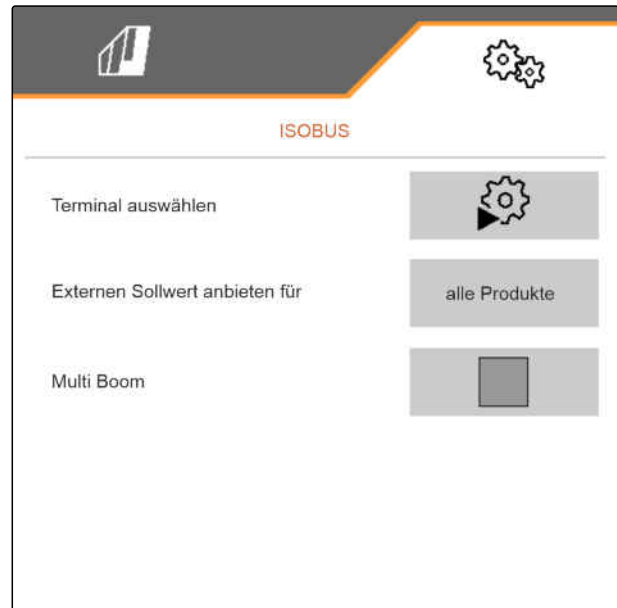 ISOBUS
Terminal auswählen
Externen Sollwert anbieten für
alle Produkte
Multi Boom